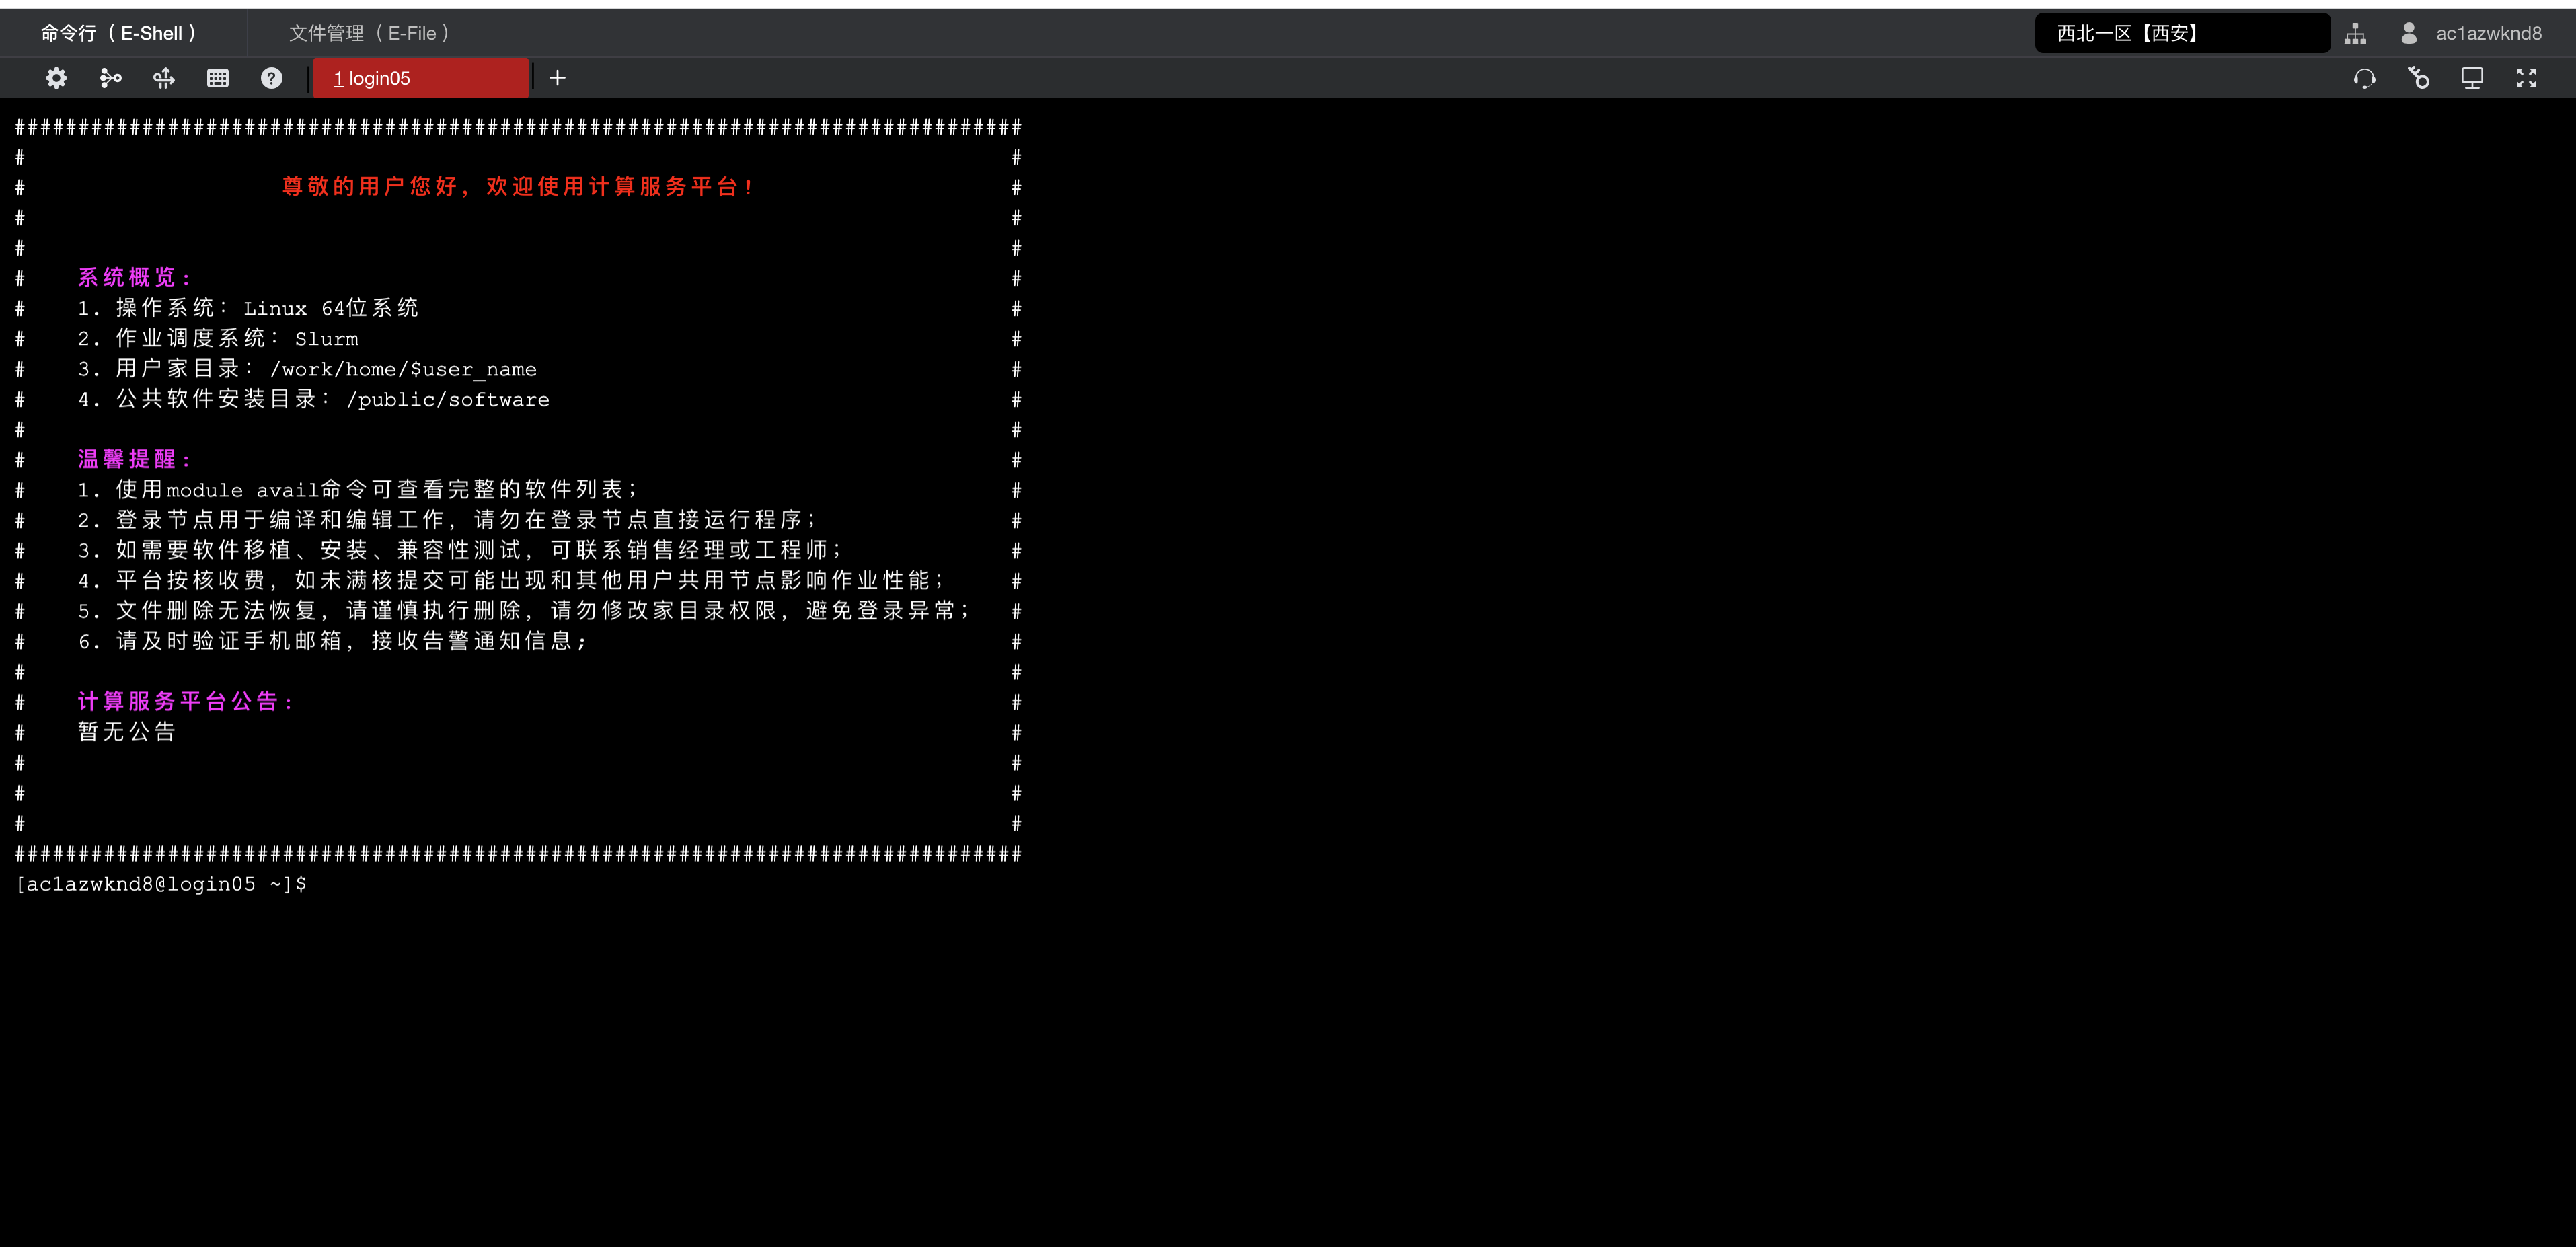 命令行（E-Shell）
文件管理（E-File）
西北一区【西安】
ac1azwknd8
1 login05
###############################################################################
# #
# 尊敬的用户您好，欢迎使用计算服务平台！ #
# #
# #
# 系统概览： #
# 1. 操作系统：Linux 64位系统 #
# 2. 作业调度系统：Slurm #
# 3. 用户家目录：/work/home/$user_name #
# 4. 公共软件安装目录：/public/software #
# #
# 温馨提醒： #
# 1. 使用module avail命令可查看完整的软件列表； #
# 2. 登录节点用于编译和编辑工作，请勿在登录节点直接运行程序； #
# 3. 如需要软件移植、安装、兼容性测试，可联系销售经理或工程师； #
# 4. 平台按核收费，如未满核提交可能出现和其他用户共用节点影响作业性能； #
# 5. 文件删除无法恢复，请谨慎执行删除，请勿修改家目录权限，避免登录异常； #
# 6. 请及时验证手机邮箱，接收告警通知信息; #
# #
# 计算服务平台公告： #
# 暂无公告 #
# #
# #
# #
###############################################################################
[ac1azwknd8@login05 ~]$